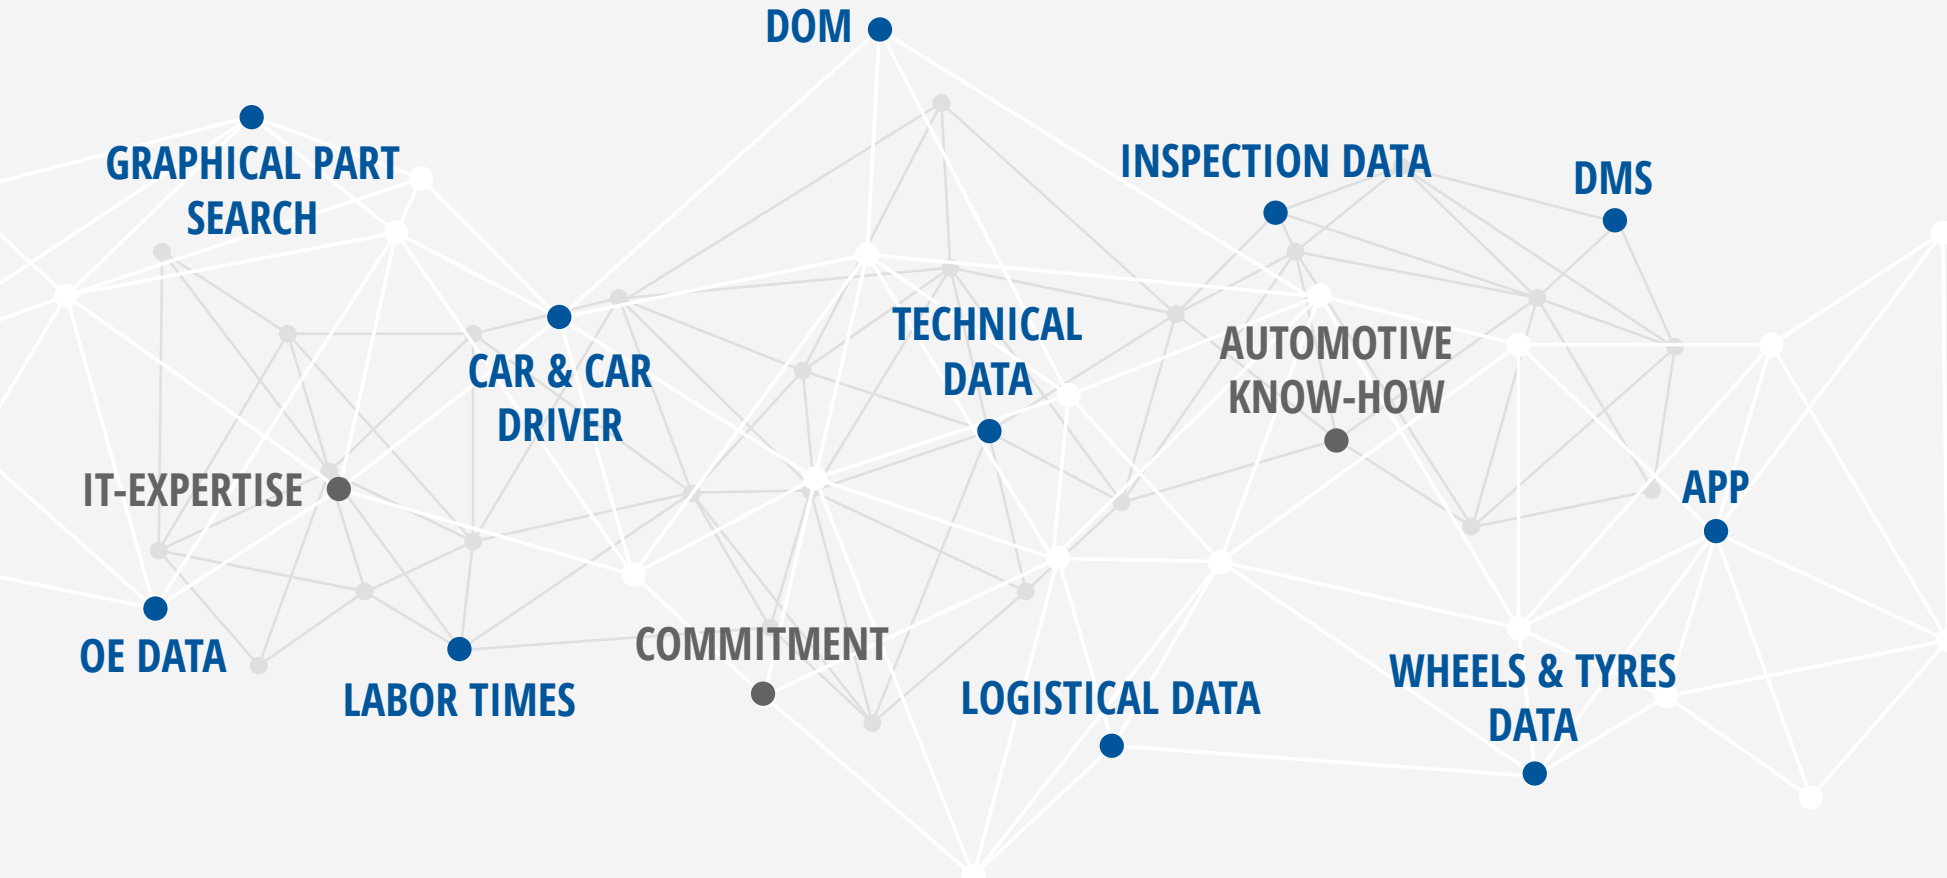 DOM
GRAPHICAL PART
SEARCH
INSPECTION DATA
DMS
CAR & CAR
DRIVER
TECHNICAL
DATA
AUTOMOTIVE
KNOW-HOW
IT-EXPERTISE
APP
OE DATA
LABOR TIMES
COMMITMENT
LOGISTICAL DATA
WHEELS & TYRES
DATA